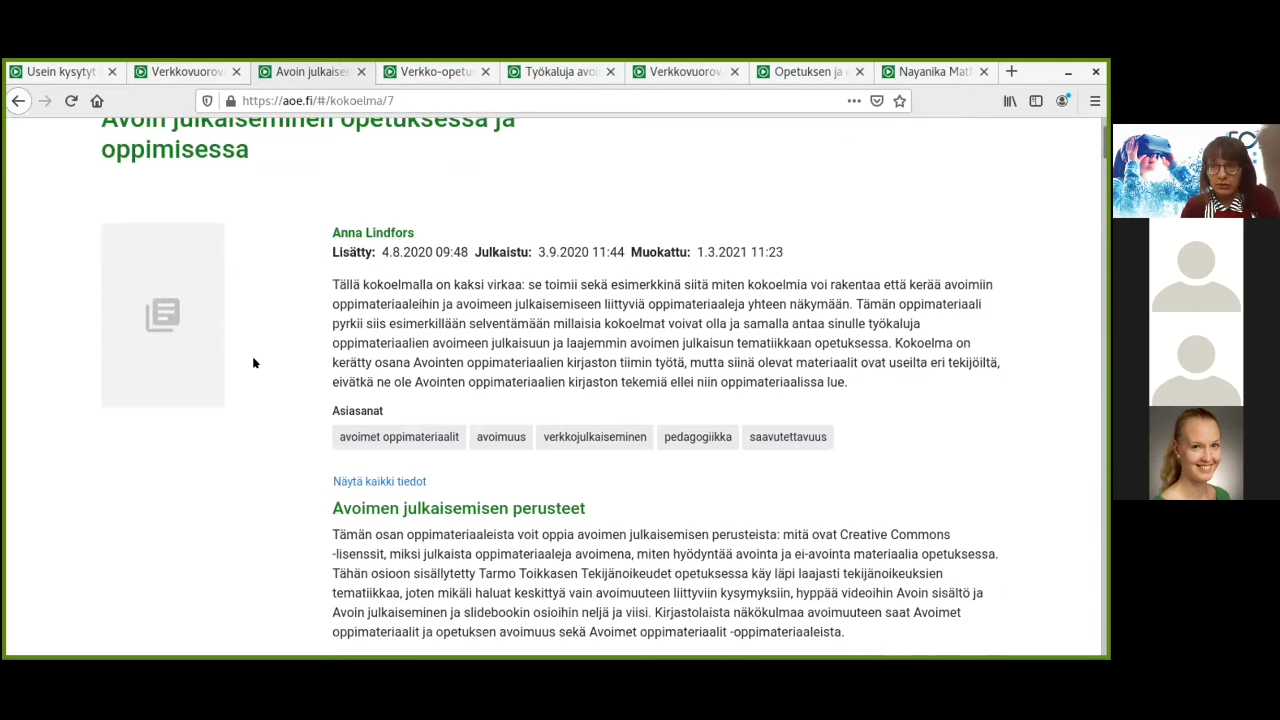 Usein kysytyt
Verkkovuorov
Avoin julkaise
Verkko-opetu
Työkaluja avo
Verkkovuorov
Opetuksen ja
Nayanika Mat
https://aoe.fi/#/kokoelma/7
Avoin julkaiseminen opetuksessa ja
oppimisessa
Anna Lindfors
Lisätty: 4.8.2020 09:48 Julkaistu: 3.9.2020 11:44 Muokattu: 1.3.2021 11:23
Tällä kokoelmalla on kaksi virkaa: se toimii sekä esimerkkinä siitä miten kokoelmia voi rakentaa että kerää avoimiin
oppimateriaaleihin ja avoimeen julkaisemiseen liittyviä oppimateriaaleja yhteen näkymään. Tämän oppimateriaali
pyrkii siis esimerkillään selventämään millaisia kokoelmat voivat olla ja samalla antaa sinulle työkaluja
oppimateriaalien avoimeen julkaisuun ja laajemmin avoimen julkaisun tematiikkaan opetuksessa. Kokoelma on
kerätty osana Avointen oppimateriaalien kirjaston tiimin työtä, mutta siinä olevat materiaalit ovat useilta eri tekijöiltä,
eivätkä ne ole Avointen oppimateriaalien kirjaston tekemiä ellei niin oppimateriaalissa lue.
Asiasanat
avoimet oppimateriaalit avoimuus verkkojulkaiseminen pedagogiikka saavutettavuus
Näytä kaikki tiedot
Avoimen julkaisemisen perusteet
Tämän osan oppimateriaaleista voit oppia avoimen julkaisemisen perusteista: mitä ovat Creative Commons
-lisenssit, miksi julkaista oppimateriaaleja avoimena, miten hyödyntää avointa ja ei-avointa materiaalia opetuksessa.
Tähän osioon sisällytetty Tarmo Toikkasen Tekijänoikeudet opetuksessa käy läpi laajasti tekijänoikeuksien
tematiikkaa, joten mikäli haluat keskittyä vain avoimuuteen liittyviin kysymyksiin, hyppää videoihin Avoin sisältö ja
Avoin julkaiseminen ja slidebookin osioihin neljä ja viisi. Kirjastolaista näkökulmaa avoimuuteen saat Avoimet
oppimateriaalit ja opetuksen avoimuus sekä Avoimet oppimateriaalit -oppimateriaaleista.